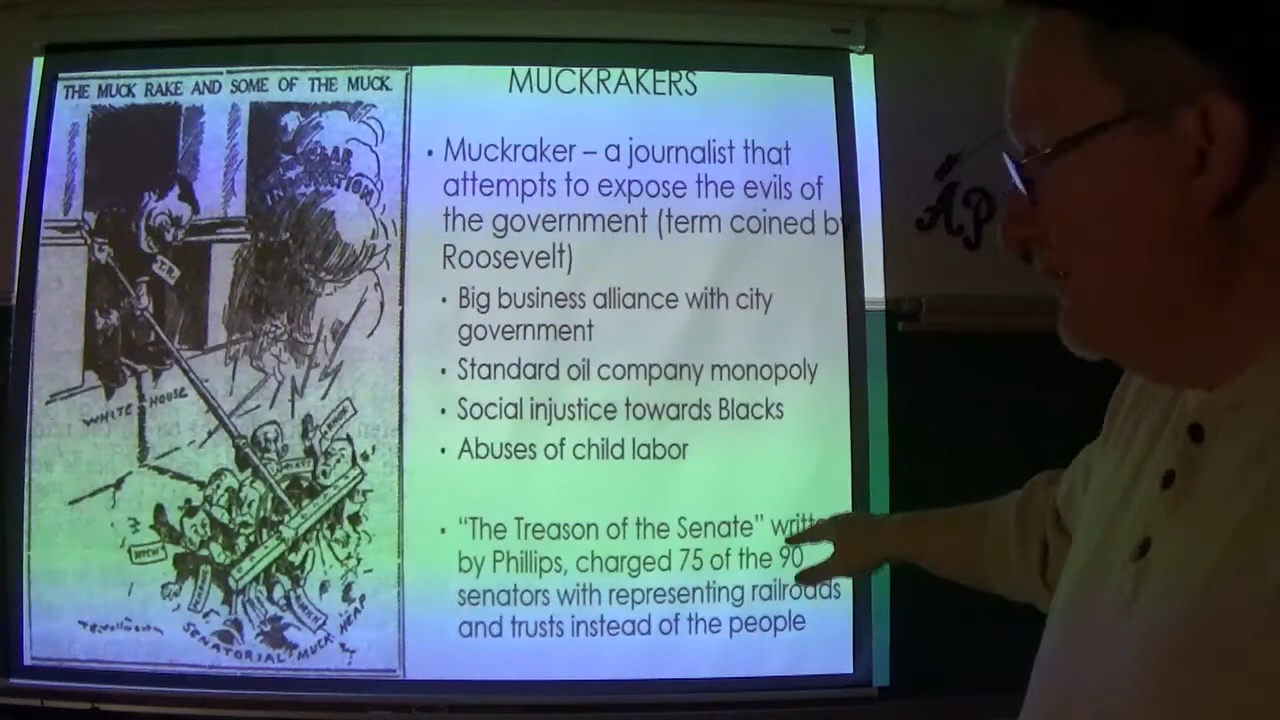 THE MUCK RAKE AND SOME OF THE MUCK.
T.R.
WHITE HOUSE
SENATORIAL MUCK HEAP
MUCKRAKERS
• Muckraker – a journalist that
attempts to expose the evils of
the government (term coined by
Roosevelt)
• Big business alliance with city
government
• Standard oil company monopoly
• Social injustice towards Blacks
• Abuses of child labor
• “The Treason of the Senate”
by Phillips, charged 75 of the 90
senators with representing railroads
and trusts instead of the people
AP